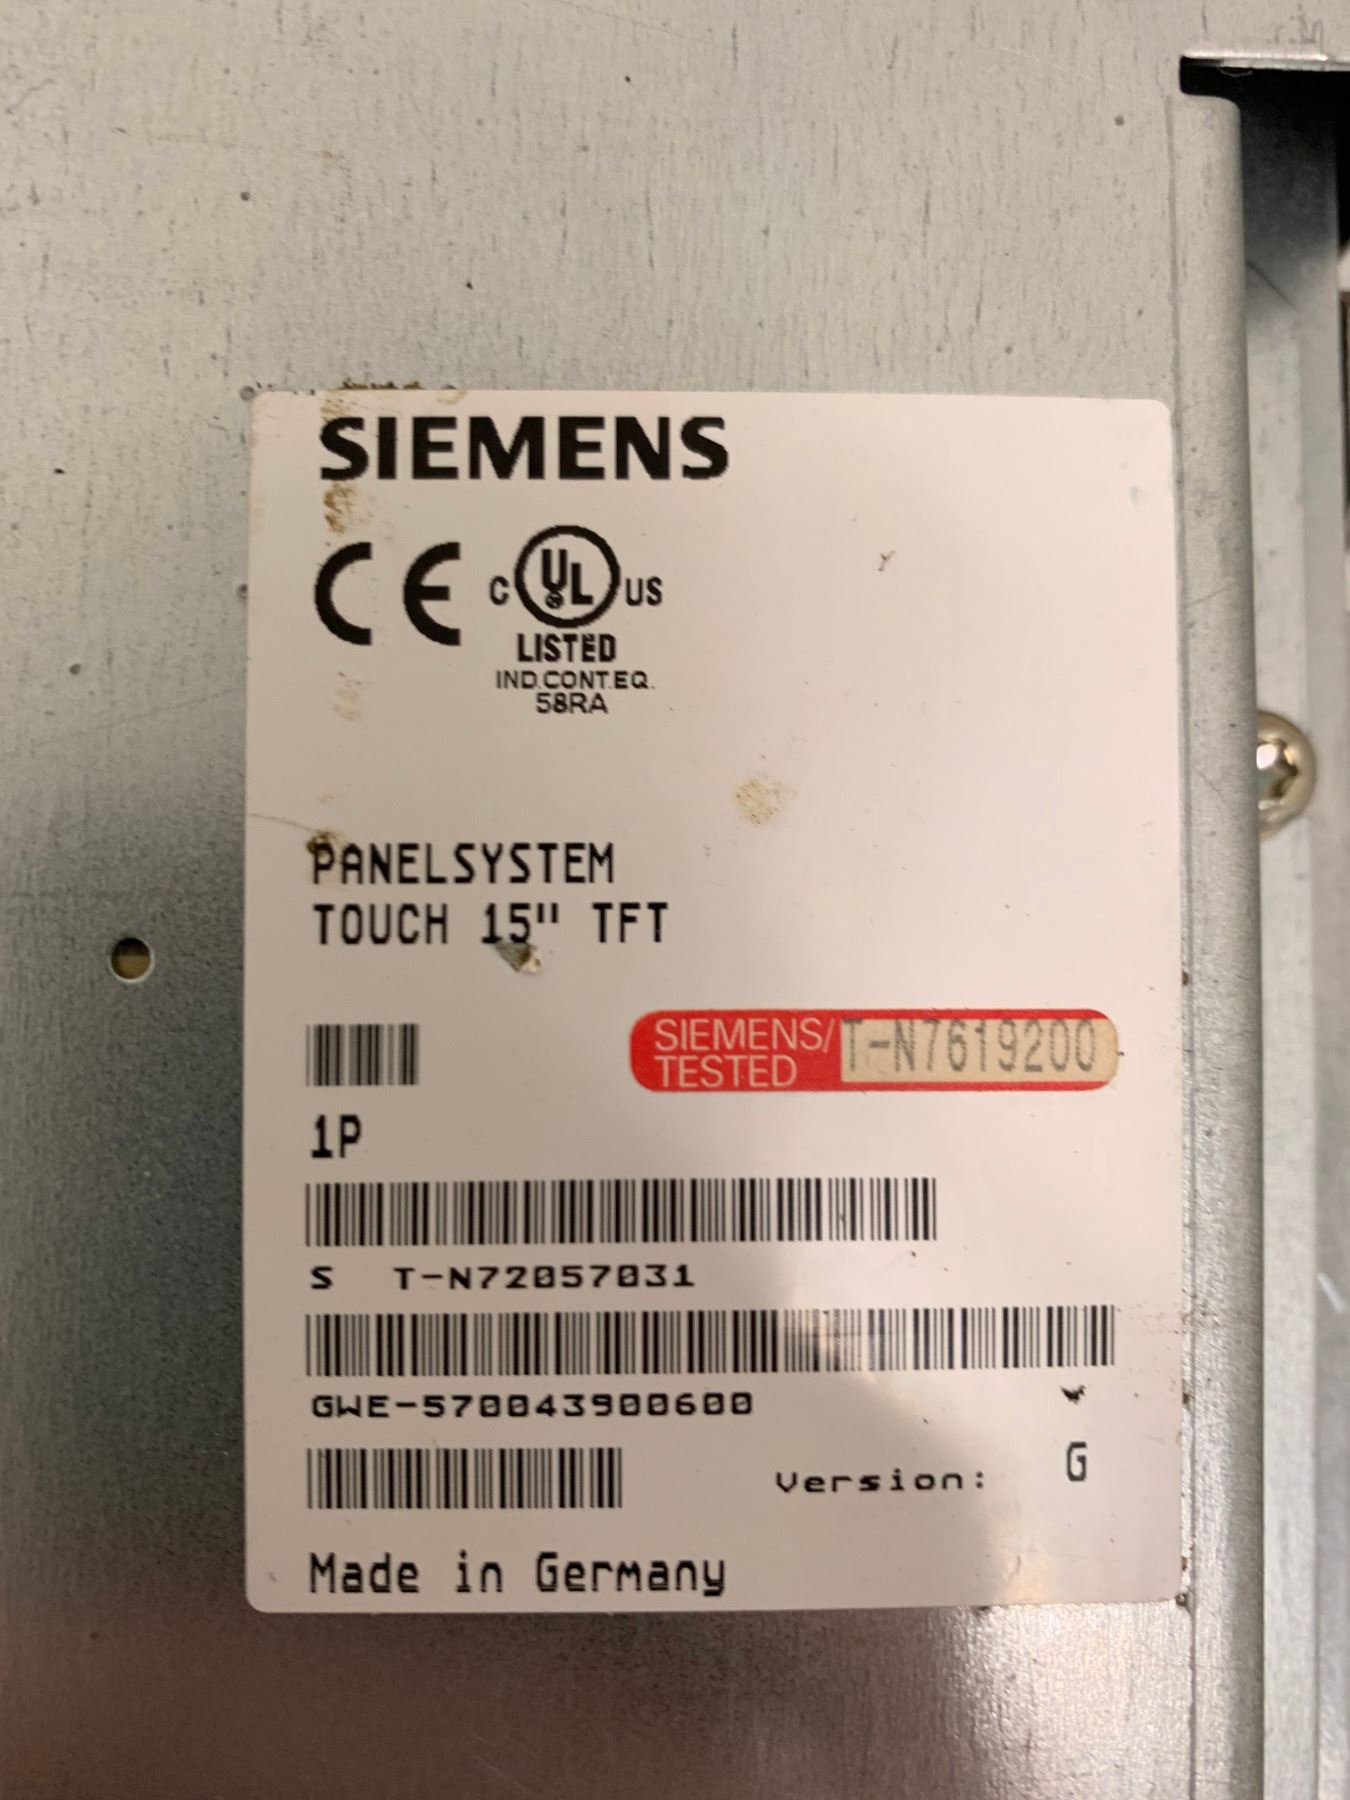 SIEMENS
CE
C UL US
LISTED
IND.CONT.EQ.
58RA
PANELSYSTEM
TOUCH 15" TFT
SIEMENS/
TESTED
T-N7619200
1P
S T-N72057031
GWE-570043900600
Version: G
Made in Germany